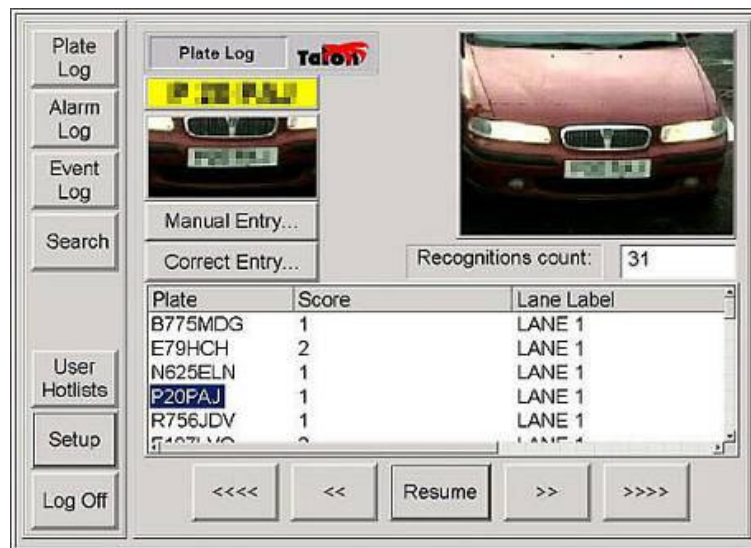 Plate Log
Alarm Log
Event Log
Search
User Hotlists
Setup
Log Off
Plate Log
Talon
Manual Entry...
Correct Entry...
Recognitions count: 31
Plate Score Lane Label
B775MDG 1 LANE 1
E79HCH 2 LANE 1
N625ELN 1 LANE 1
P20PAJ 1 LANE 1
R756JDV 1 LANE 1
<<<< << Resume >> >>>>